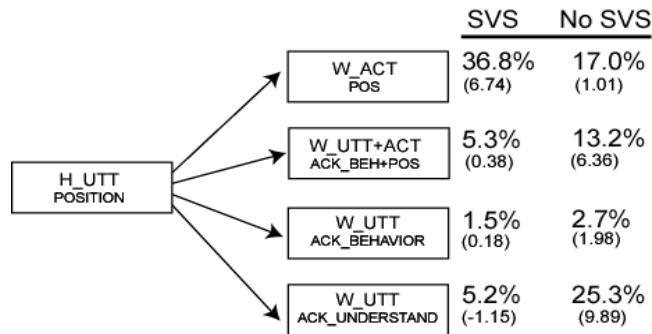 SVS No SVS
W_ACT 36.8% 17.0%
POS (6.74) (1.01)
W_UTT+ACT 5.3% 13.2%
ACK_BEH+POS (0.38) (6.36)
H_UTT
POSITION
W_UTT 1.5% 2.7%
ACK_BEHAVIOR (0.18) (1.98)
W_UTT 5.2% 25.3%
ACK_UNDERSTAND (-1.15) (9.89)